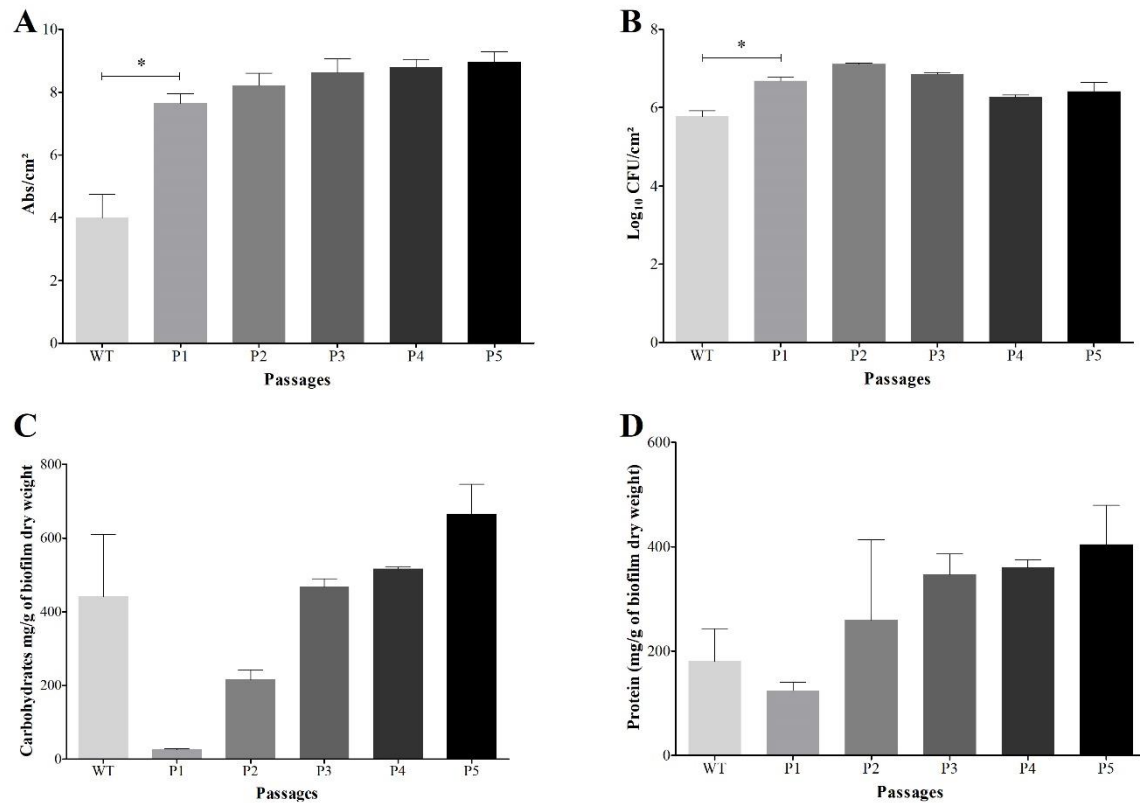 A
Abs/cm²
10
8
6
4
2
0
*
WT P1 P2 P3 P4 P5
Passages
B
Log₁₀ CFU/cm²
8
6
4
2
0
*
WT P1 P2 P3 P4 P5
Passages
C
Carbohydrates mg/g of biofilm dry weight
800
600
400
200
0
WT P1 P2 P3 P4 P5
Passages
D
Protein (mg/g of biofilm dry weight)
600
400
200
0
WT P1 P2 P3 P4 P5
Passages